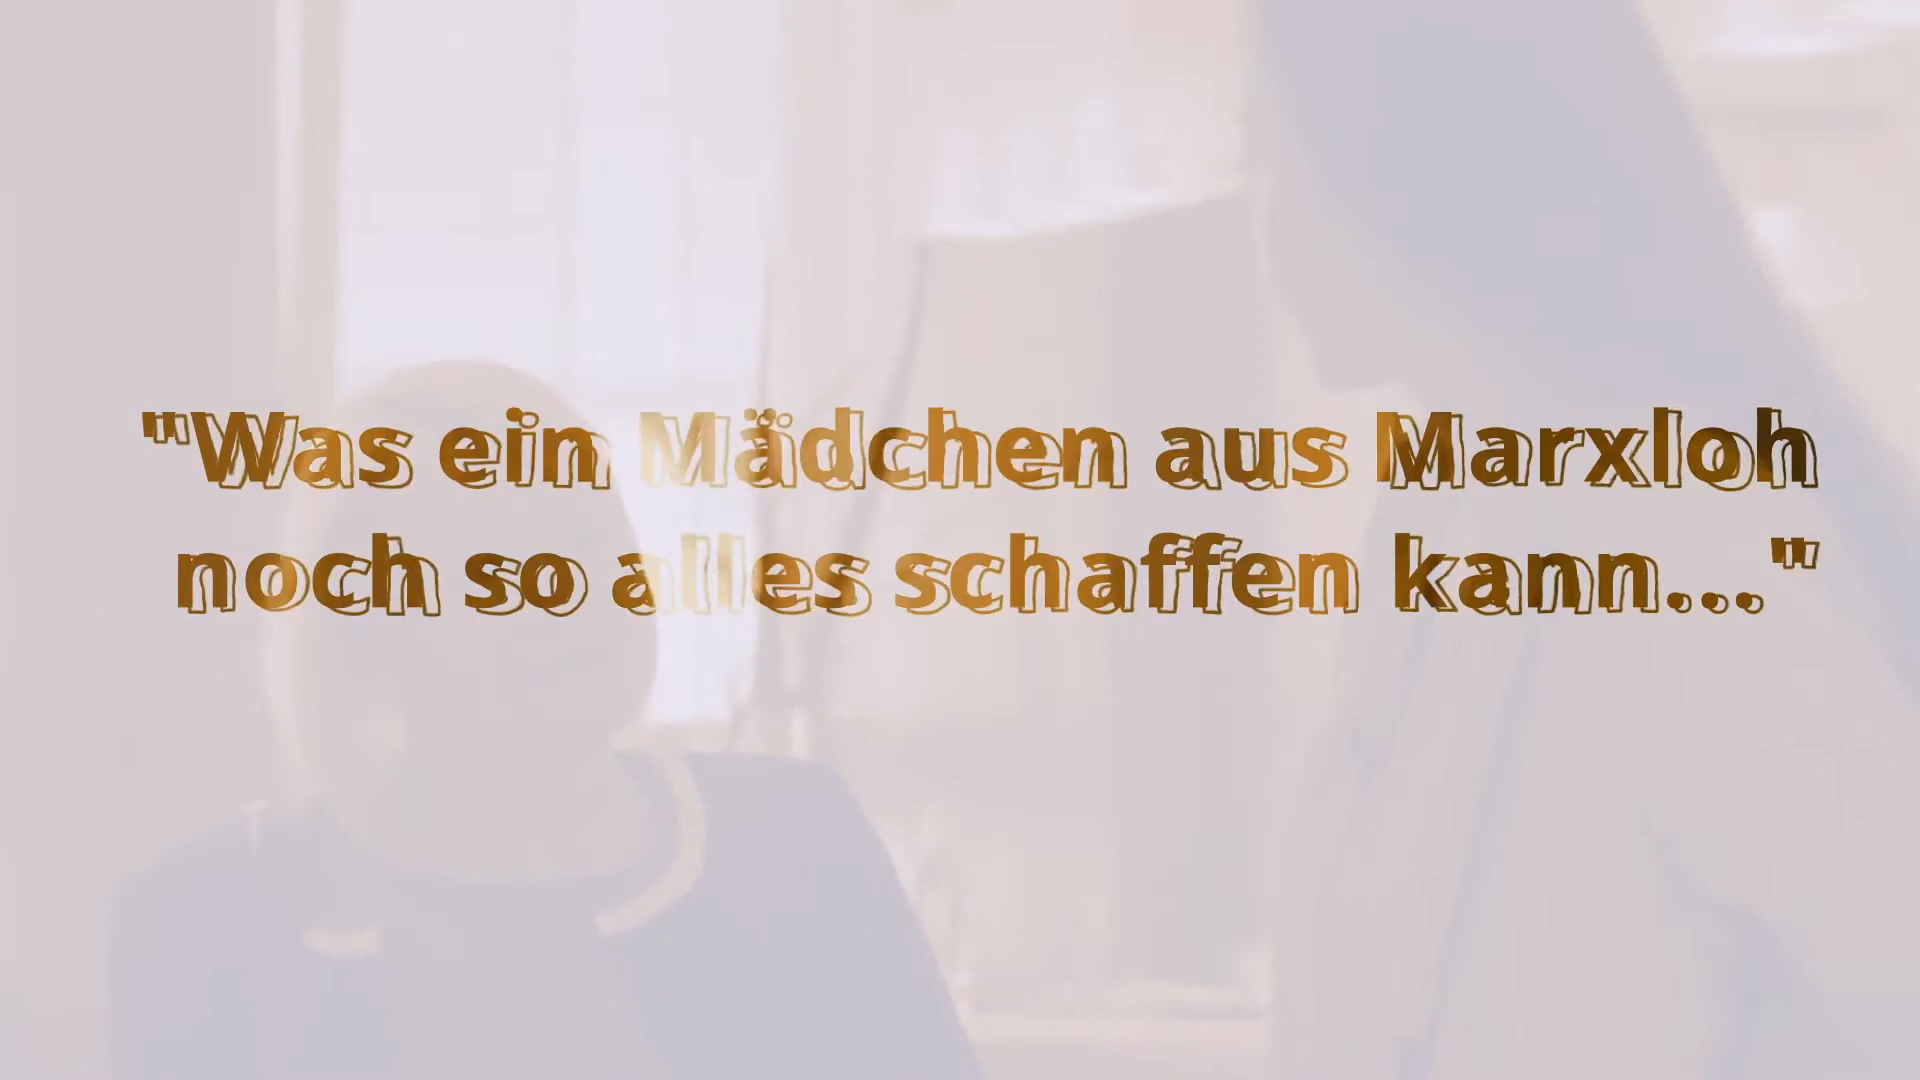 "Was ein Mädchen aus Marxloh
noch so alles schaffen kann..."